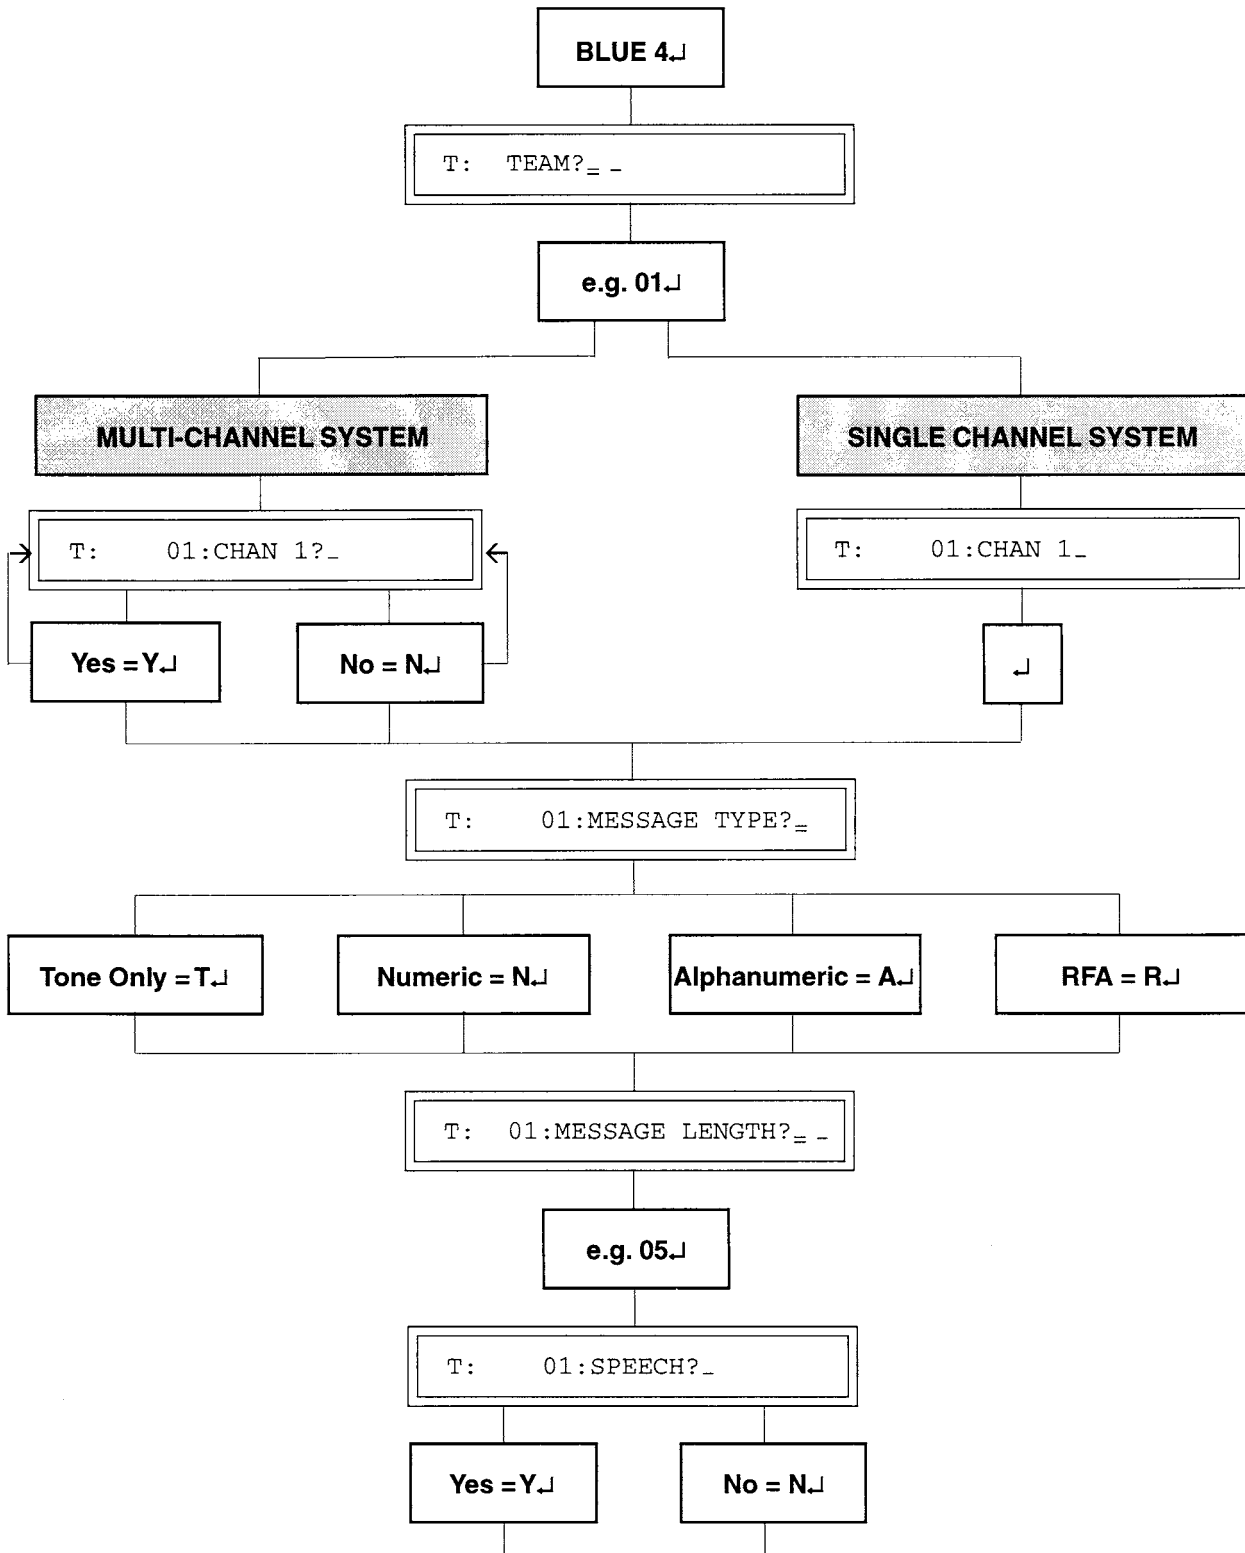 BLUE 4↵
T: TEAM?_ _
e.g. 01↵
MULTI-CHANNEL SYSTEM
SINGLE CHANNEL SYSTEM
T: 01:CHAN 1?_
T: 01:CHAN 1_
Yes = Y↵
No = N↵
↵
T: 01:MESSAGE TYPE?_
Tone Only = T↵
Numeric = N↵
Alphanumeric = A↵
RFA = R↵
T: 01:MESSAGE LENGTH?_ _
e.g. 05↵
T: 01:SPEECH?_
Yes = Y↵
No = N↵